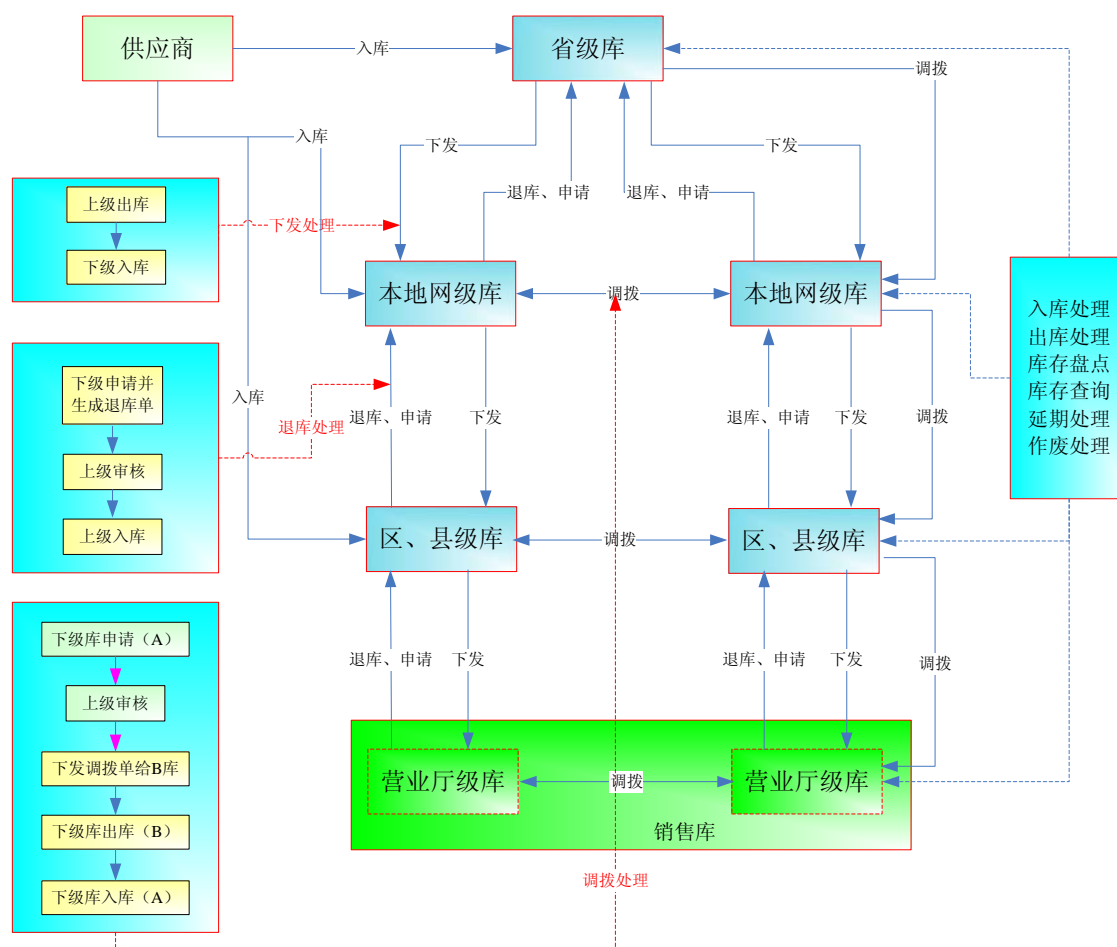 供应商
入库
省级库
调拨
入库
下发
下发
退库、申请
退库、申请
上级出库
下级入库
下发处理
本地网级库
调拨
本地网级库
入库处理
出库处理
库存盘点
库存查询
延期处理
作废处理
下级申请并
生成退库单
上级审核
上级入库
入库
退库处理
退库、申请
下发
退库、申请
下发
调拨
区、县级库
调拨
区、县级库
下级库申请（A）
上级审核
下发调拨单给B库
下级库出库（B）
下级库入库（A）
退库、申请
下发
退库、申请
下发
调拨
营业厅级库
调拨
营业厅级库
销售库
调拨处理